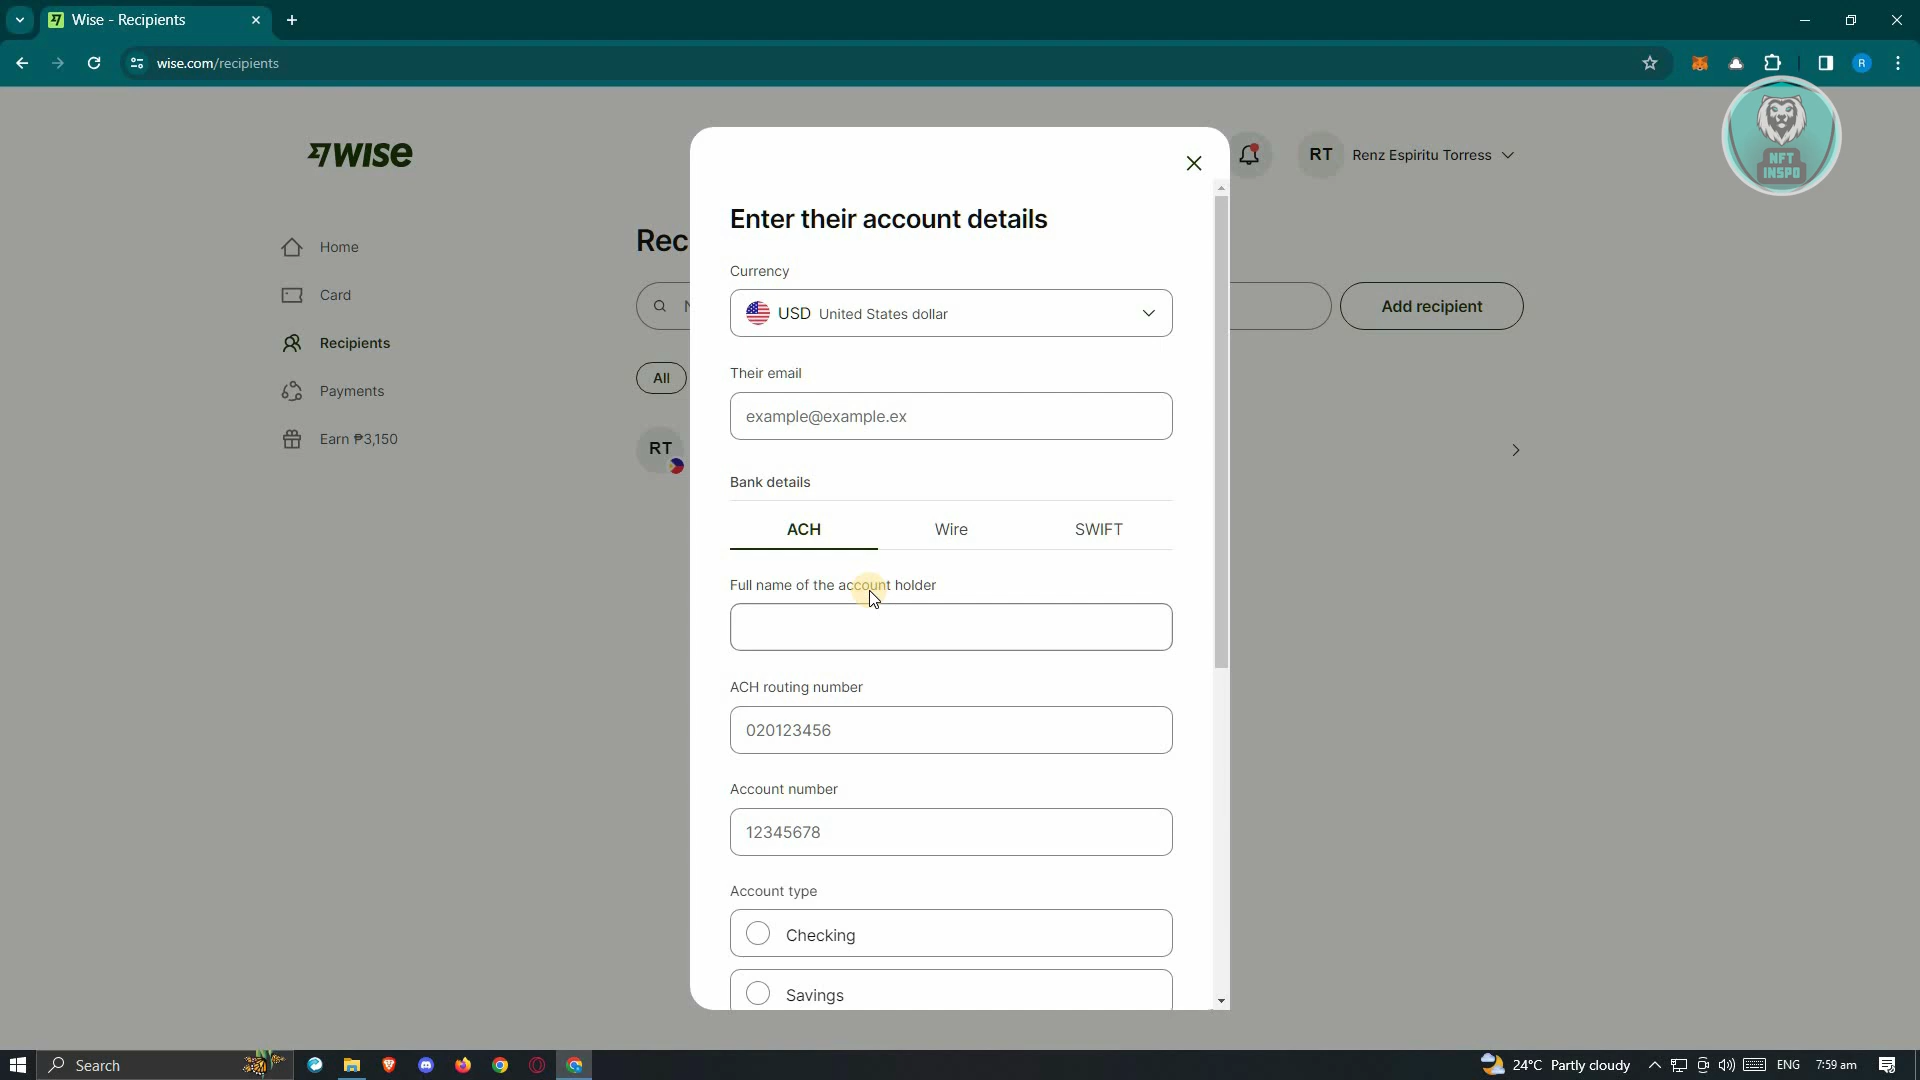 Wise - Recipients
wise.com/recipients
R
NFT
INSPO
WISE
RT Renz Espiritu Torress
Home
Card
Recipients
Payments
Earn ₱3,150
Rec
N
Add recipient
All
RT
Enter their account details
Currency
USD United States dollar
Their email
example@example.ex
Bank details
ACH Wire SWIFT
Full name of the account holder
ACH routing number
020123456
Account number
12345678
Account type
Checking
Savings
Search
24°C Partly cloudy
ENG
7:59 am